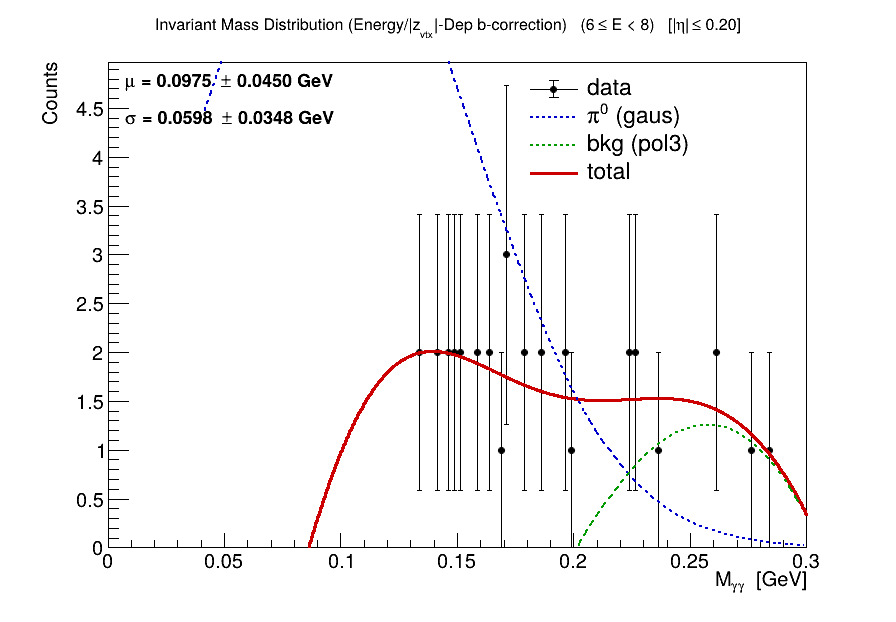 Invariant Mass Distribution (Energy/|z_vtx|-Dep b-correction) (6 ≤ E < 8) [|η| ≤ 0.20]
Counts
μ = 0.0975 ± 0.0450 GeV
σ = 0.0598 ± 0.0348 GeV
data
π⁰ (gaus)
bkg (pol3)
total
4.5
4
3.5
3
2.5
2
1.5
1
0.5
0
0 0.05 0.1 0.15 0.2 0.25 0.3
M_γγ [GeV]